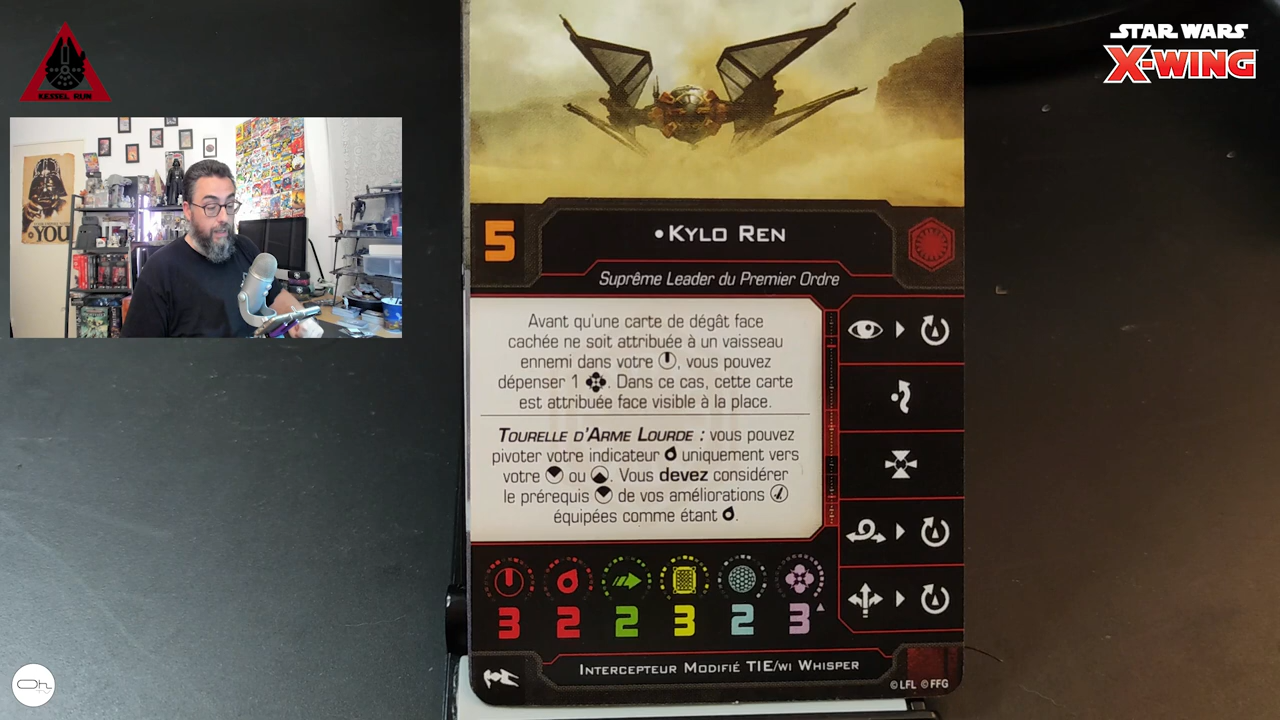 KESSEL RUN
STAR WARS
X-WING
YOU
5
•KYLO REN
Suprême Leader du Premier Ordre
Avant qu'une carte de dégât face
cachée ne soit attribuée à un vaisseau
ennemi dans votre , vous pouvez
dépenser 1 . Dans ce cas, cette carte
est attribuée face visible à la place.
TOURELLE D'ARME LOURDE : vous pouvez
pivoter votre indicateur uniquement vers
votre ou . Vous devez considérer
le prérequis de vos améliorations
équipées comme étant .
3 2 2 3 2 3
INTERCEPTEUR MODIFIÉ TIE/WI WHISPER
© LFL © FFG